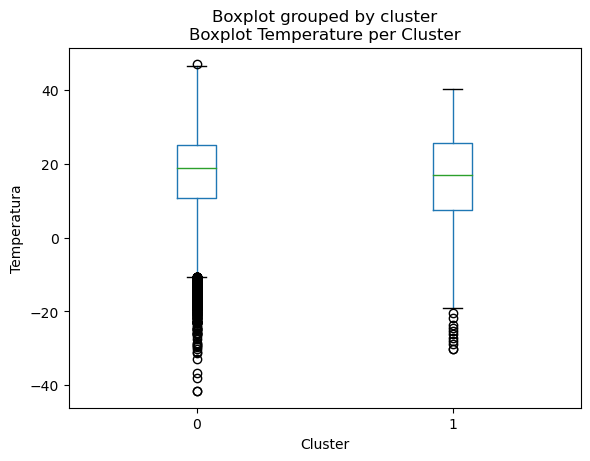 Boxplot grouped by cluster
Boxplot Temperature per Cluster
Temperatura
40
20
0
−20
−40
0 1
Cluster